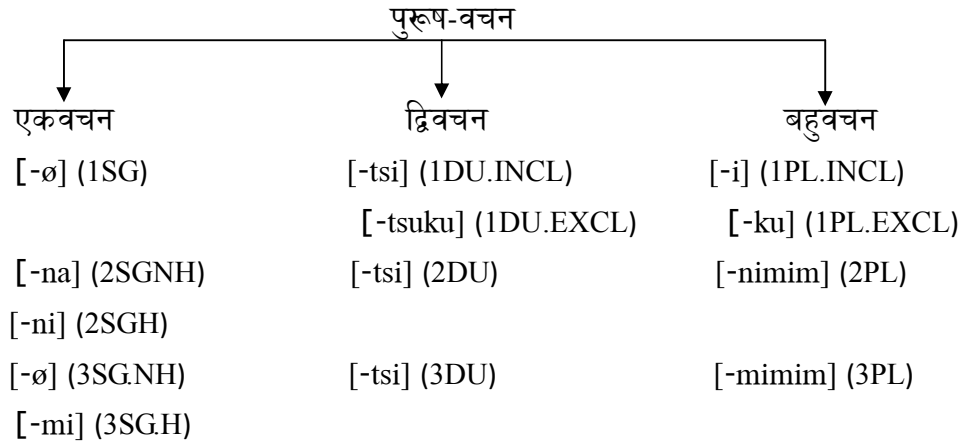 पुरूष-वचन
एकवचन द्विवचन बहुवचन
[-ø] (1SG) [-tsi] (1DU.INCL) [-i] (1PL.INCL)
[-tsuku] (1DU.EXCL) [-ku] (1PL.EXCL)
[-na] (2SGNH) [-tsi] (2DU) [-nimim] (2PL)
[-ni] (2SGH)
[-ø] (3SG.NH) [-tsi] (3DU) [-mimim] (3PL)
[-mi] (3SG.H)